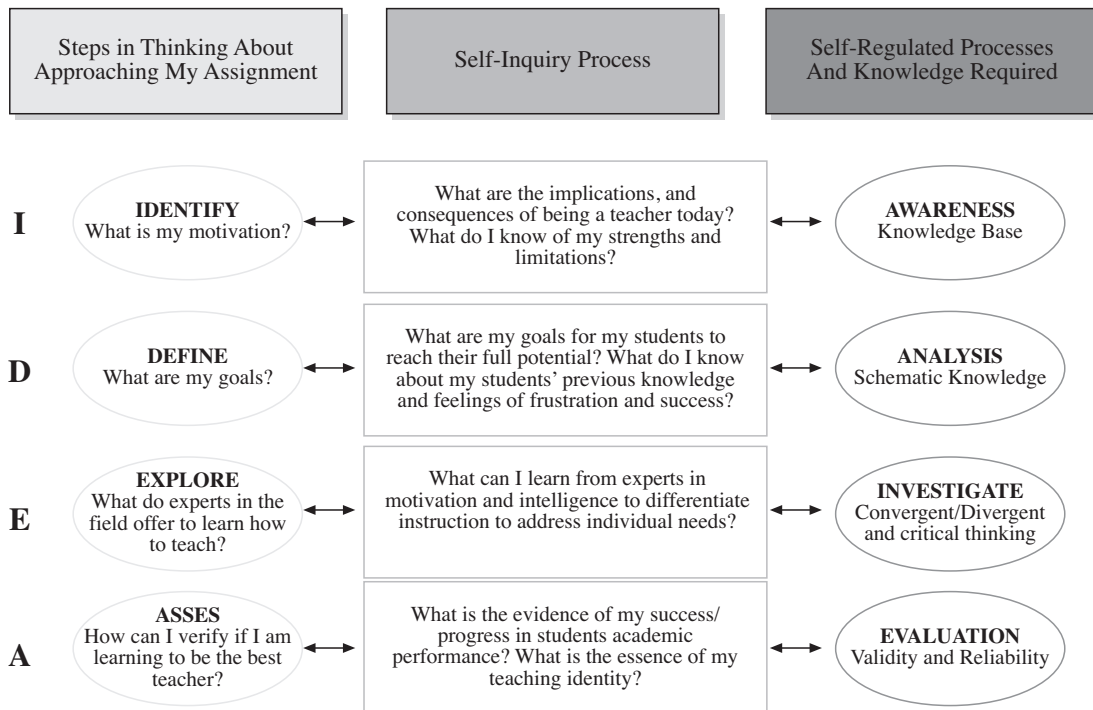 Steps in Thinking About
Approaching My Assignment
Self-Inquiry Process
Self-Regulated Processes
And Knowledge Required
I
IDENTIFY
What is my motivation?
What are the implications, and
consequences of being a teacher today?
What do I know of my strengths and
limitations?
AWARENESS
Knowledge Base
D
DEFINE
What are my goals?
What are my goals for my students to
reach their full potential? What do I know
about my students’ previous knowledge
and feelings of frustration and success?
ANALYSIS
Schematic Knowledge
E
EXPLORE
What do experts in the
field offer to learn how
to teach?
What can I learn from experts in
motivation and intelligence to differentiate
instruction to address individual needs?
INVESTIGATE
Convergent/Divergent
and critical thinking
A
ASSES
How can I verify if I am
learning to be the best
teacher?
What is the evidence of my success/
progress in students academic
performance? What is the essence of my
teaching identity?
EVALUATION
Validity and Reliability